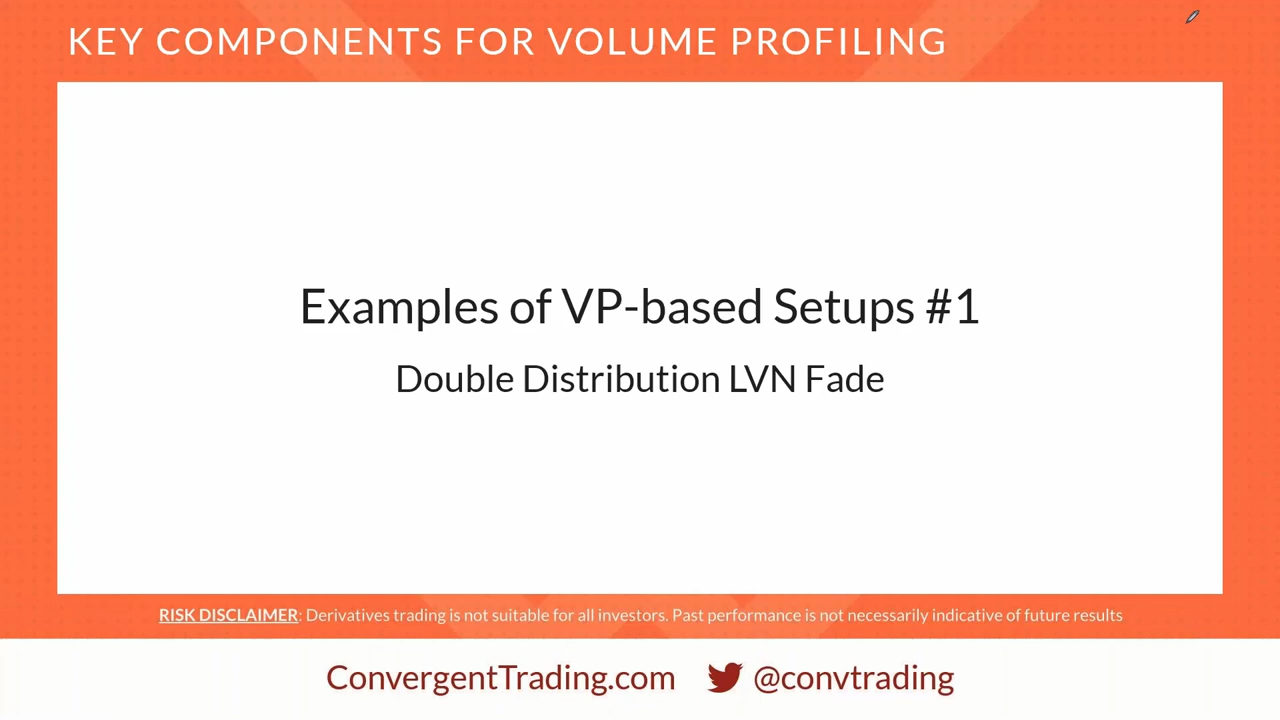 KEY COMPONENTS FOR VOLUME PROFILING
Examples of VP-based Setups #1
Double Distribution LVN Fade
RISK DISCLAIMER: Derivatives trading is not suitable for all investors. Past performance is not necessarily indicative of future results
ConvergentTrading.com @convtrading